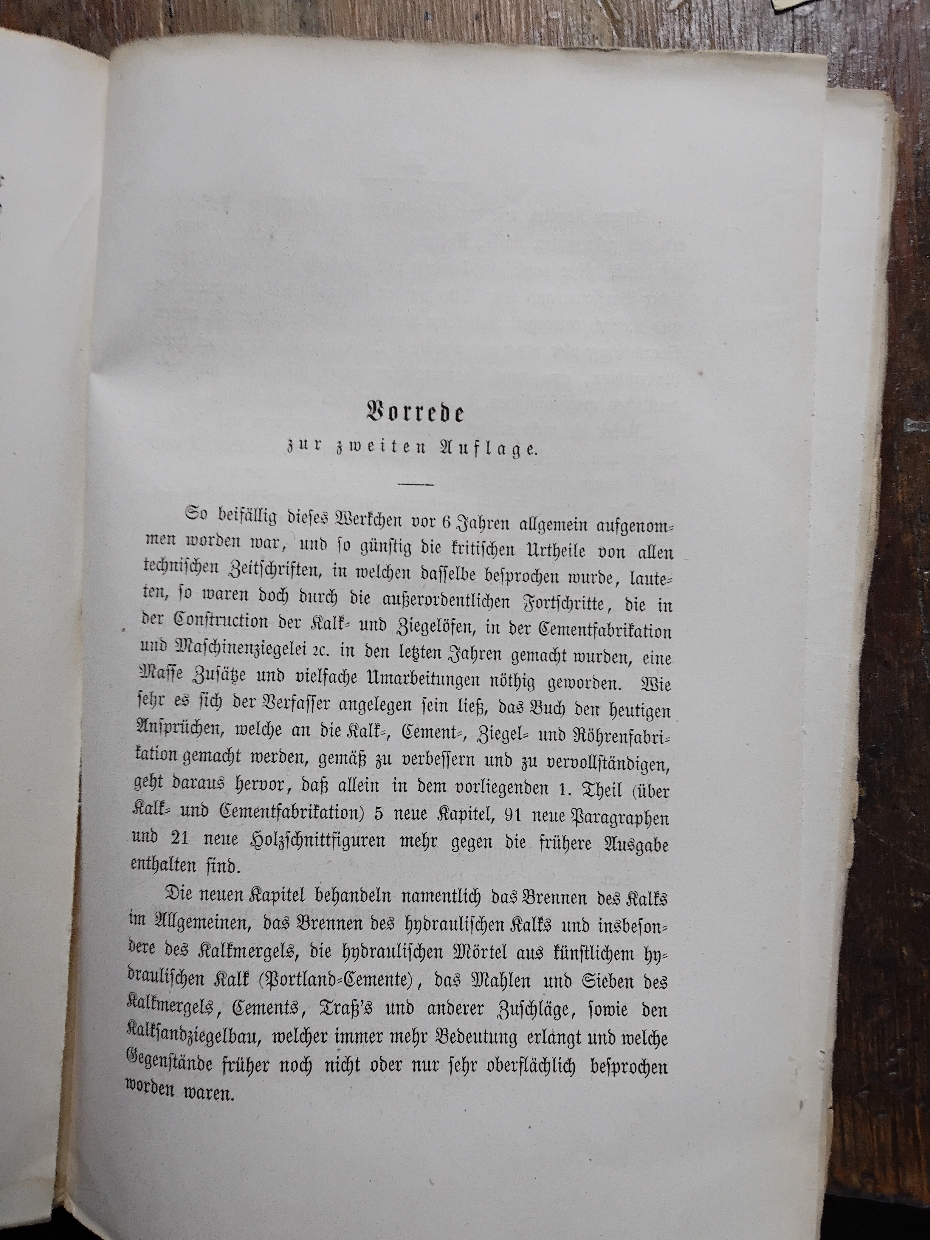 Vorrede
zur zweiten Auflage.
So beifällig dieses Werkchen vor 6 Jahren allgemein aufgenom-
men worden war, und so günstig die kritischen Urtheile von allen
technischen Zeitschriften, in welchen dasselbe besprochen wurde, laute-
ten, so waren doch durch die außerordentlichen Fortschritte, die in
der Construction der Kalk- und Ziegelöfen, in der Cementfabrikation
und Maschinenziegelei ꝛc. in den letzten Jahren gemacht wurden, eine
Masse Zusätze und vielfache Umarbeitungen nöthig geworden. Wie
sehr es sich der Verfasser angelegen sein ließ, das Buch den heutigen
Ansprüchen, welche an die Kalk-, Cement-, Ziegel- und Röhrenfabri-
kation gemacht werden, gemäß zu verbessern und zu vervollständigen,
geht daraus hervor, daß allein in dem vorliegenden 1. Theil (über
Kalk- und Cementfabrikation) 5 neue Kapitel, 91 neue Paragraphen
und 21 neue Holzschnittfiguren mehr gegen die frühere Ausgabe
enthalten sind.
Die neuen Kapitel behandeln namentlich das Brennen des Kalks
im Allgemeinen, das Brennen des hydraulischen Kalks und insbeson-
dere des Kalkmergels, die hydraulischen Mörtel aus künstlichem hy-
draulischen Kalk (Portland-Cemente), das Mahlen und Sieben des
Kalkmergels, Cements, Traß's und anderer Zuschläge, sowie den
Kalksandziegelbau, welcher immer mehr Bedeutung erlangt und welche
Gegenstände früher noch nicht oder nur sehr oberflächlich besprochen
worden waren.